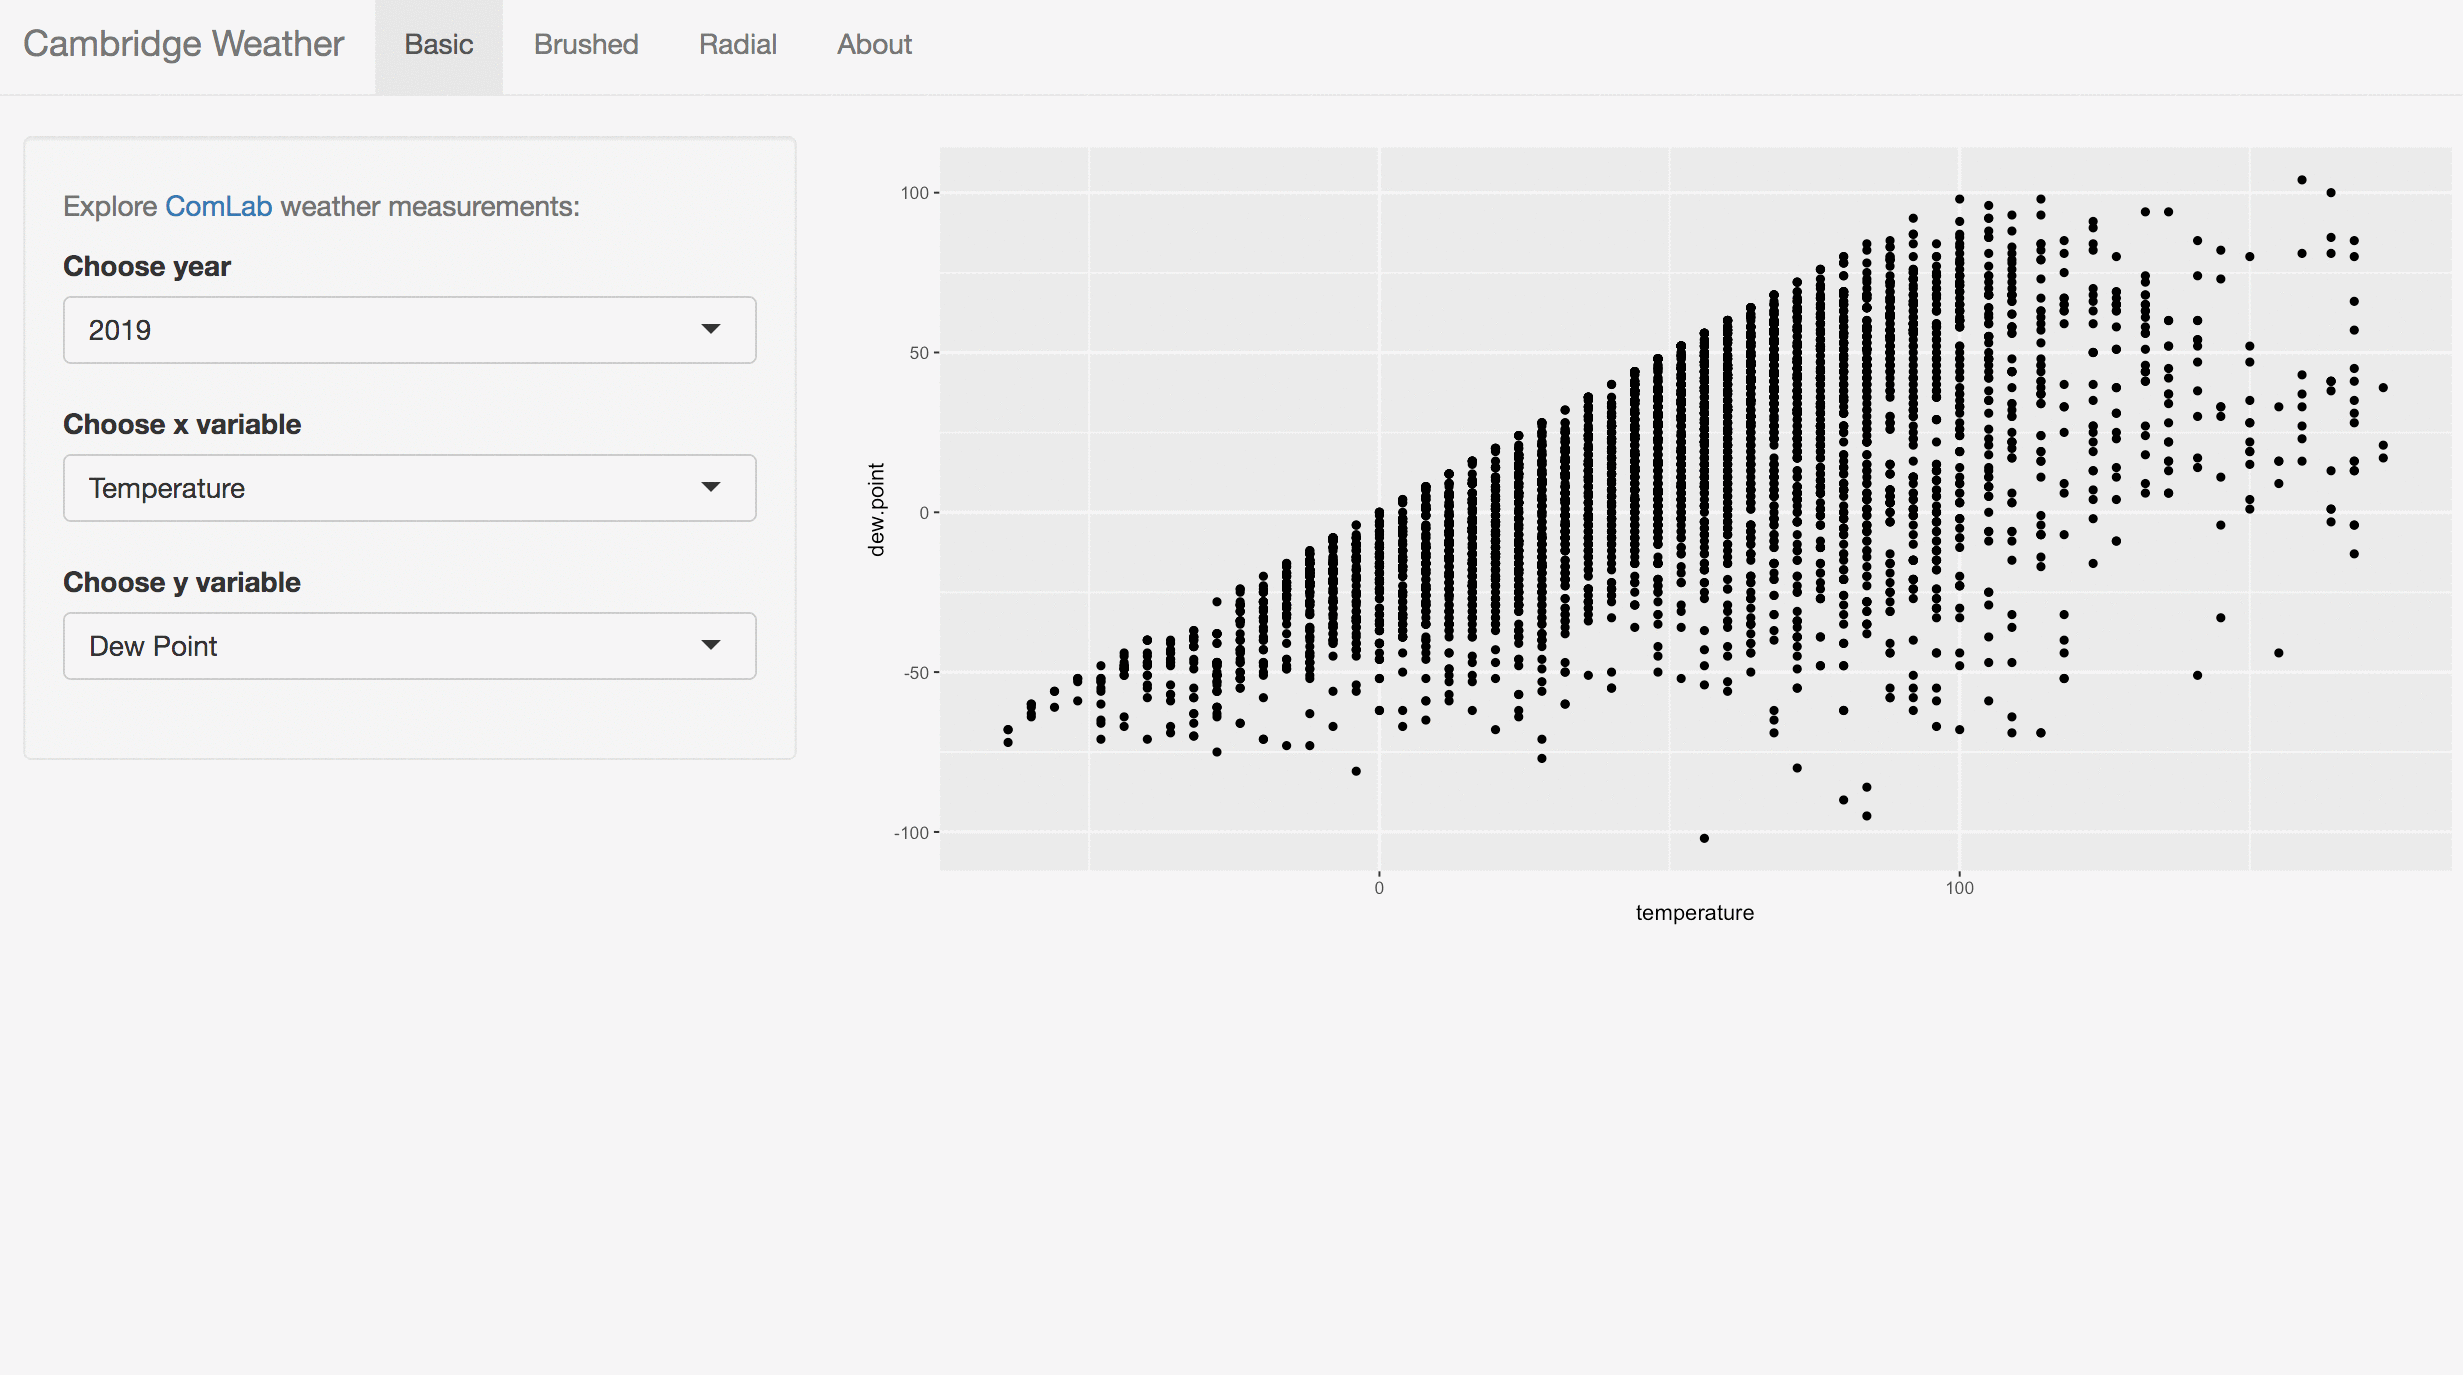 Cambridge Weather Basic Brushed Radial About
Explore ComLab weather measurements:
Choose year
2019
Choose x variable
Temperature
Choose y variable
Dew Point
100
50
0
-50
-100
dew.point
0 100
temperature